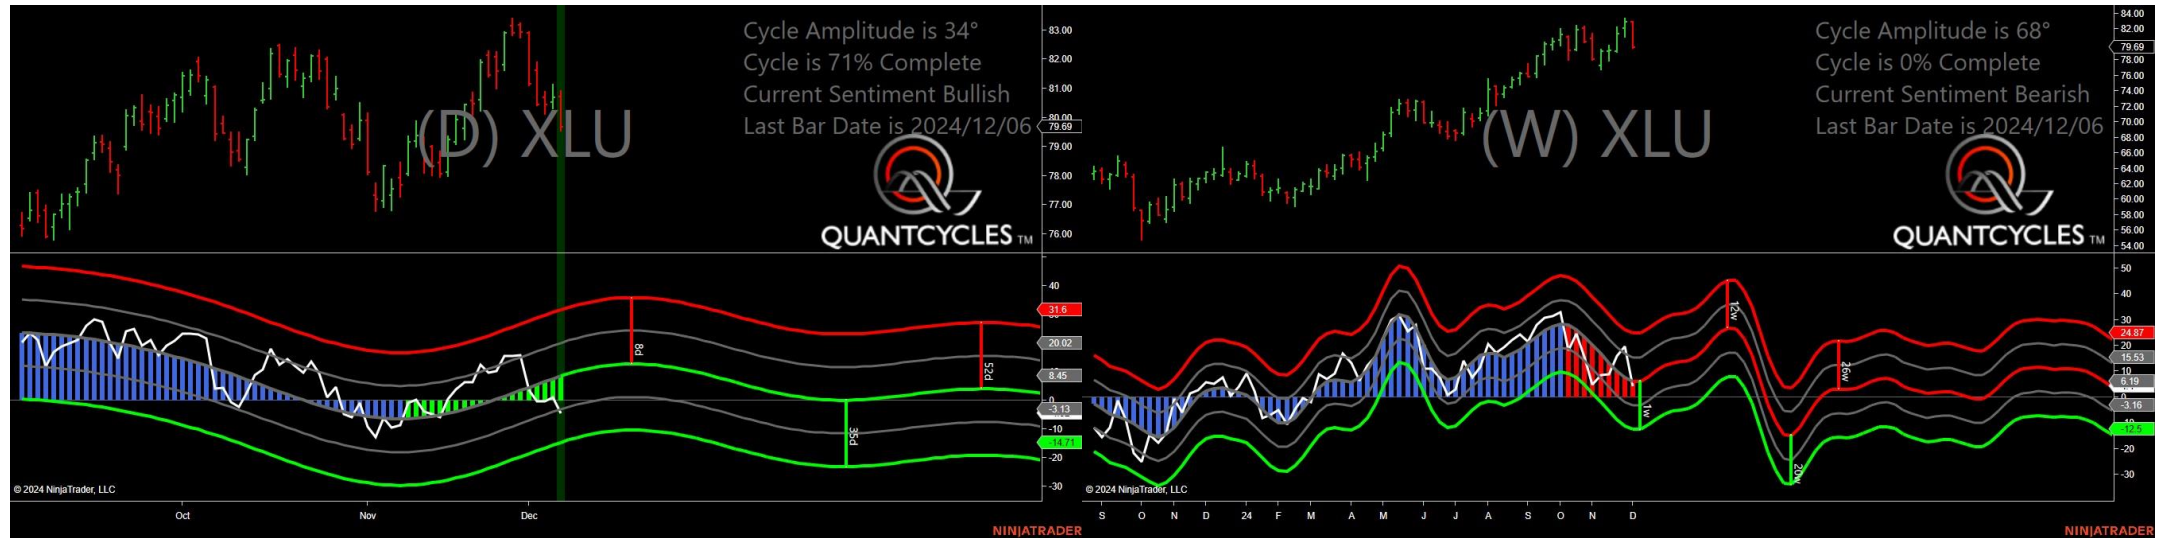 Cycle Amplitude is 34°
Cycle is 71% Complete
Current Sentiment Bullish
Last Bar Date is 2024/12/06
(D) XLU
QUANTCYCLES TM
83.00
82.00
81.00
80.00
79.69
79.00
78.00
77.00
76.00
40
31.6
20.02
8.45
0
-3.13
-10
-14.71
-20
-30
8d
35d
52d
© 2024 NinjaTrader, LLC
Oct
Nov
Dec
NINJATRADER
Cycle Amplitude is 68°
Cycle is 0% Complete
Current Sentiment Bearish
Last Bar Date is 2024/12/06
(W) XLU
QUANTCYCLES TM
84.00
82.00
79.69
78.00
76.00
74.00
72.00
70.00
68.00
66.00
64.00
62.00
60.00
58.00
56.00
54.00
50
40
30
24.87
20
15.53
6.19
-3.16
-12.5
-20
-30
1w
12w
20w
26w
© 2024 NinjaTrader, LLC
S O N D 24 F M A M J J A S O N D
NINJATRADER